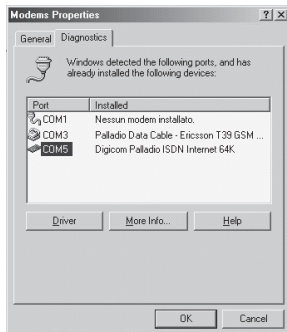 Modems Properties
General Diagnostics
Windows detected the following ports, and has
already installed the following devices:
Port Installed
COM1 Nessun modem installato.
COM3 Palladio Data Cable - Ericsson T39 GSM ...
COM5 Digicom Palladio ISDN Internet 64K
Driver More Info... Help
OK Cancel